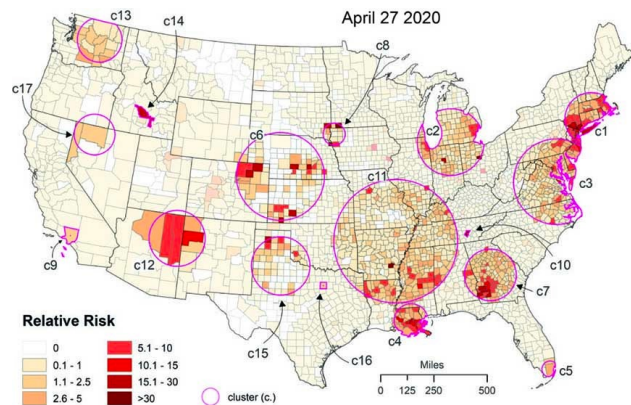 April 27 2020
c13
c14
c8
c17
c6
c2
c1
c11
c3
c9
c12
c10
c7
c15
c16
c4
c5
Relative Risk
0
0.1 - 1
1.1 - 2.5
2.6 - 5
5.1 - 10
10.1 - 15
15.1 - 30
>30
cluster (c.)
Miles
0 125 250 500